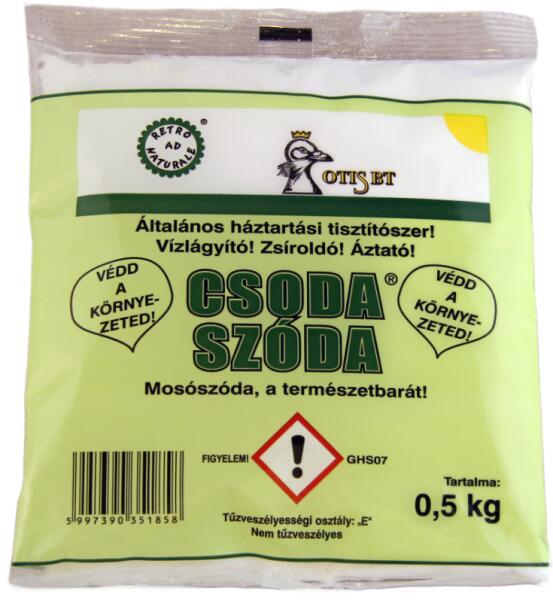 RETRO
AD
NATURALE
®
OTIS BT
Általános háztartási tisztítószer!
Vízlágyító! Zsíroldó! Áztató!
VÉDD
A
KÖRNYE-
ZETED!
CSODA®
SZÓDA
VÉDD
A
KÖRNYE-
ZETED!
Mosószóda, a természetbarát!
FIGYELEM!
!
GHS07
Tartalma:
0,5 kg
5 997390 351858
Tűzveszélyességi osztály: „E"
Nem tűzveszélyes